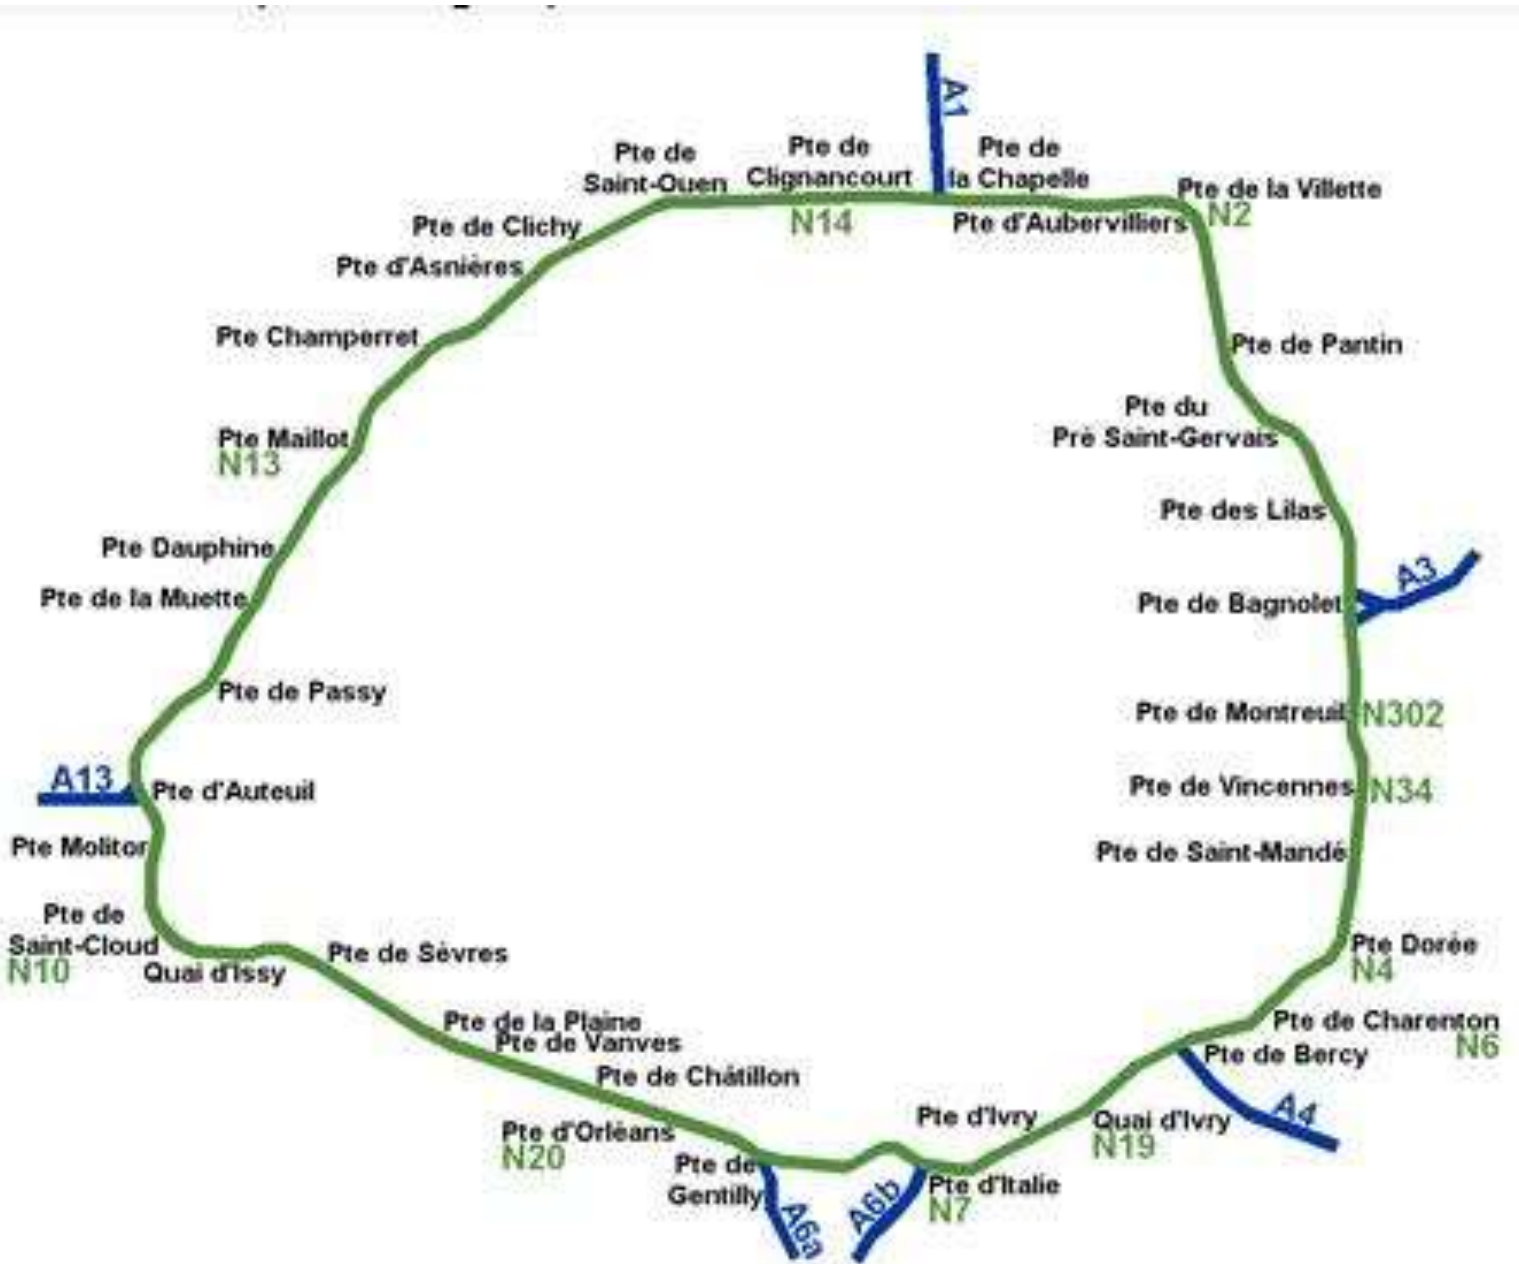 A1
Pte de
Saint-Ouen
Pte de
Clignancourt
N14
Pte de
la Chapelle
Pte d'Aubervilliers
Pte de la Villette
N2
Pte de Clichy
Pte d'Asnières
Pte Champerret
Pte Maillot
N13
Pte Dauphine
Pte de la Muette
Pte de Passy
A13
Pte d'Auteuil
Pte Molitor
Pte de
Saint-Cloud
N10
Quai d'Issy
Pte de Sèvres
Pte de la Plaine
Pte de Vanves
Pte de Châtillon
Pte d'Orléans
N20
Pte de
Gentilly
A6a
A6b
Pte d'Italie
N7
Pte d'Ivry
Quai d'Ivry
N19
A4
Pte de Bercy
Pte de Charenton
N6
Pte Dorée
N4
Pte de Saint-Mandé
Pte de Vincennes
N34
Pte de Montreuil
N302
Pte de Bagnolet
A3
Pte des Lilas
Pte du
Prè Saint-Gervais
Pte de Pantin